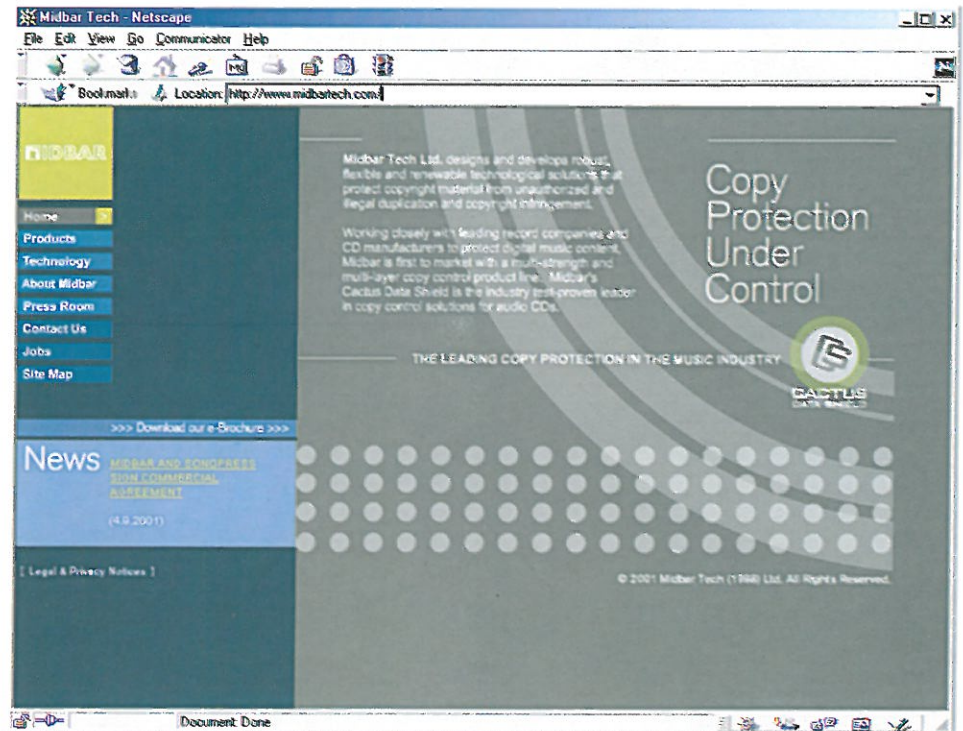 Midbar Tech - Netscape
File Edit View Go Communicator Help
Bookmarks Location: http://www.midbartech.com/
MIDBAR
Home >
Products
Technology
About Midbar
Press Room
Contact Us
Jobs
Site Map
>>> Download our e-Brochure >>>
News
MIDBAR AND SONOPRESS
SIGN COMMERCIAL
AGREEMENT
(4.9.2001)
[ Legal & Privacy Notices ]
Midbar Tech Ltd. designs and develops robust,
flexible and renewable technological solutions that
protect copyright material from unauthorized and
illegal duplication and copyright infringement.
Working closely with leading record companies and
CD manufacturers to protect digital music content,
Midbar is first to market with a multi-strength and
multi-layer copy control product line. Midbar's
Cactus Data Shield is the industry test-proven leader
in copy control solutions for audio CDs.
Copy
Protection
Under
Control
THE LEADING COPY PROTECTION IN THE MUSIC INDUSTRY
CACTUS
DATA SHIELD
© 2001 Midbar Tech (1998) Ltd. All Rights Reserved.
Document: Done